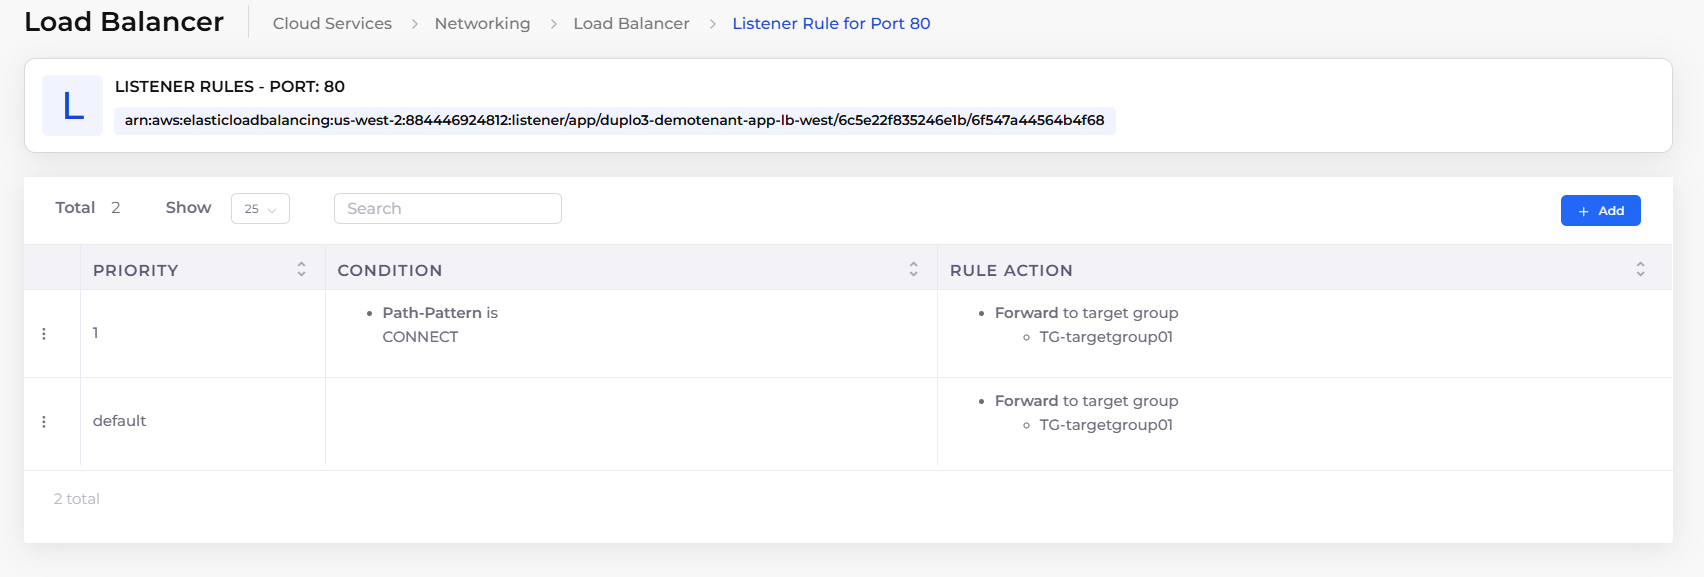 Load Balancer
Cloud Services > Networking > Load Balancer > Listener Rule for Port 80
L
LISTENER RULES - PORT: 80
arn:aws:elasticloadbalancing:us-west-2:884446924812:listener/app/duplo3-demotenant-app-lb-west/6c5e22f835246e1b/6f547a44564b4f68
Total 2 Show 25 Search + Add
PRIORITY CONDITION RULE ACTION
1
Path-Pattern is
CONNECT
Forward to target group
TG-targetgroup01
default
Forward to target group
TG-targetgroup01
2 total